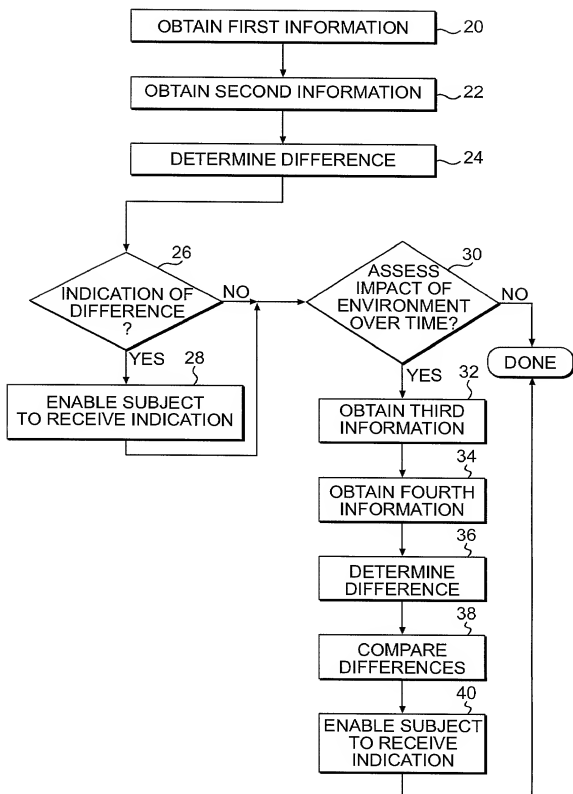 OBTAIN FIRST INFORMATION
20
OBTAIN SECOND INFORMATION
22
DETERMINE DIFFERENCE
24
26
INDICATION OF
DIFFERENCE
?
NO
YES
28
ENABLE SUBJECT
TO RECEIVE INDICATION
30
ASSESS
IMPACT OF
ENVIRONMENT
OVER TIME?
NO
DONE
YES
32
OBTAIN THIRD
INFORMATION
34
OBTAIN FOURTH
INFORMATION
36
DETERMINE
DIFFERENCE
38
COMPARE
DIFFERENCES
40
ENABLE SUBJECT
TO RECEIVE
INDICATION